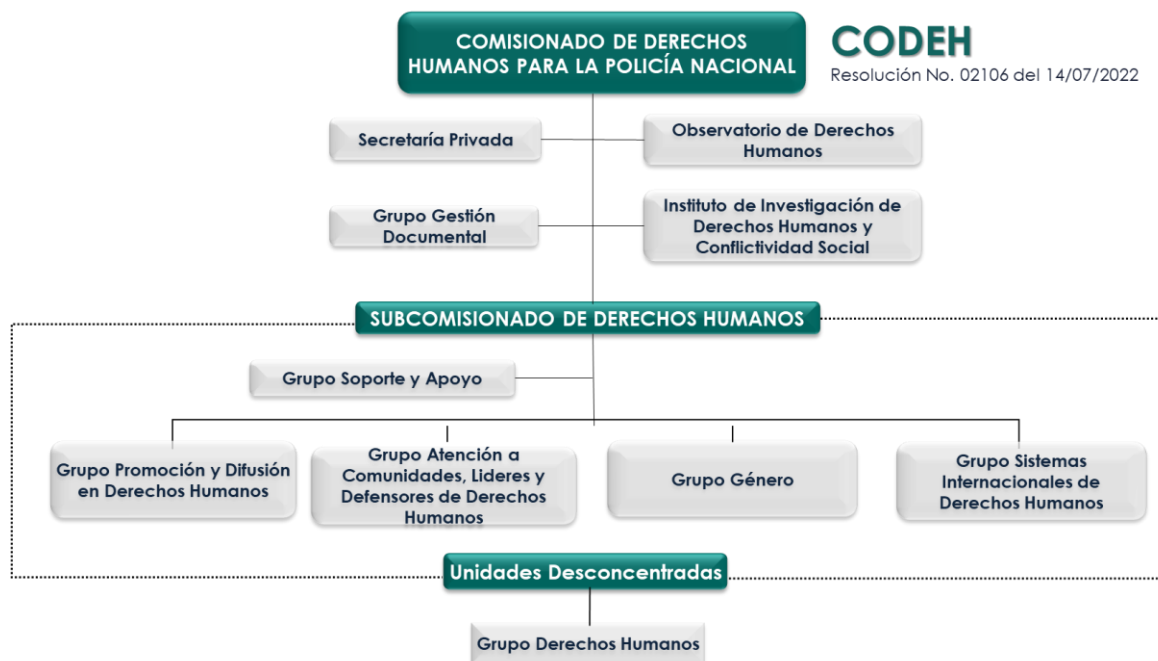 COMISIONADO DE DERECHOS
HUMANOS PARA LA POLICÍA NACIONAL
CODEH
Resolución No. 02106 del 14/07/2022
Secretaría Privada
Observatorio de Derechos
Humanos
Grupo Gestión
Documental
Instituto de Investigación de
Derechos Humanos y
Conflictividad Social
SUBCOMISIONADO DE DERECHOS HUMANOS
Grupo Soporte y Apoyo
Grupo Promoción y Difusión
en Derechos Humanos
Grupo Atención a
Comunidades, Lideres y
Defensores de Derechos
Humanos
Grupo Género
Grupo Sistemas
Internacionales de
Derechos Humanos
Unidades Desconcentradas
Grupo Derechos Humanos